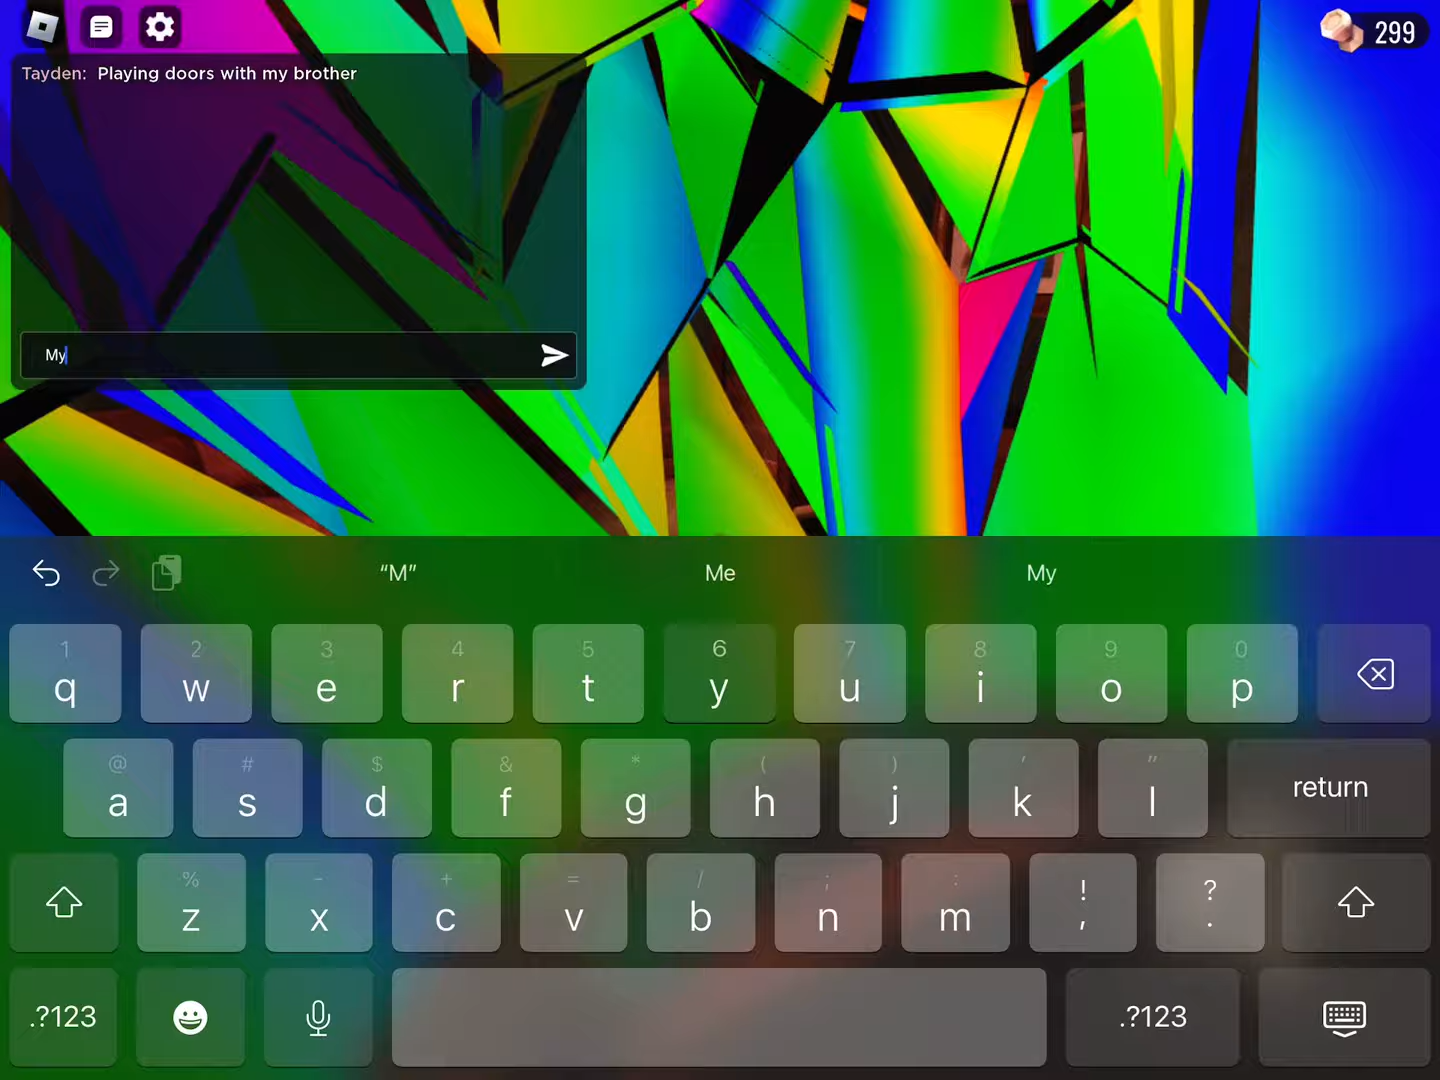 299
Tayden: Playing doors with my brother
My
“M” Me My
1 2 3 4 5 6 7 8 9 0
q w e r t y u i o p
@ # $ & * ( ) ' "
a s d f g h j k l return
% - + = / ; : ! ?
z x c v b n m , .
.?123 .?123